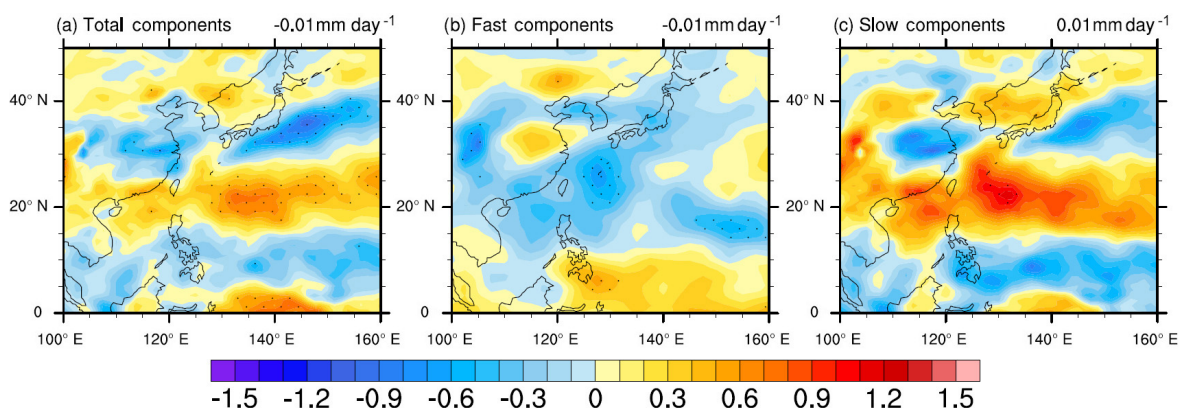 (a) Total components -0.01mm day⁻¹
(b) Fast components -0.01mm day⁻¹
(c) Slow components 0.01mm day⁻¹
40° N
20° N
0
100° E 120° E 140° E 160° E
40° N
20° N
0
100° E 120° E 140° E 160° E
40° N
20° N
0
100° E 120° E 140° E 160° E
-1.5 -1.2 -0.9 -0.6 -0.3 0 0.3 0.6 0.9 1.2 1.5